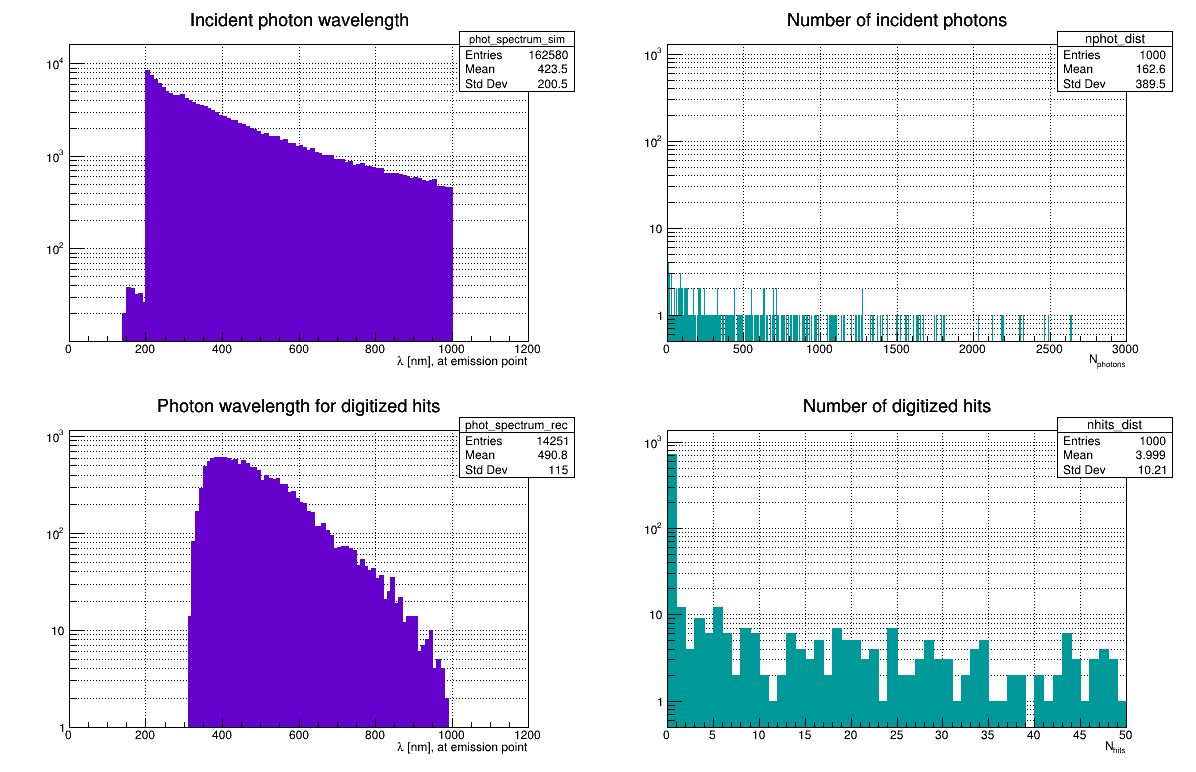 Incident photon wavelength
phot_spectrum_sim
Entries 162580
Mean 423.5
Std Dev 200.5
10^4
10^3
10^2
0 200 400 600 800 1000 1200
λ [nm], at emission point
Number of incident photons
nphot_dist
Entries 1000
Mean 162.6
Std Dev 389.5
10^3
10^2
10
1
0 500 1000 1500 2000 2500 3000
N_photons
Photon wavelength for digitized hits
phot_spectrum_rec
Entries 14251
Mean 490.8
Std Dev 115
10^3
10^2
10
1
0 200 400 600 800 1000 1200
λ [nm], at emission point
Number of digitized hits
nhits_dist
Entries 1000
Mean 3.999
Std Dev 10.21
10^3
10^2
10
1
0 5 10 15 20 25 30 35 40 45 50
N_hits